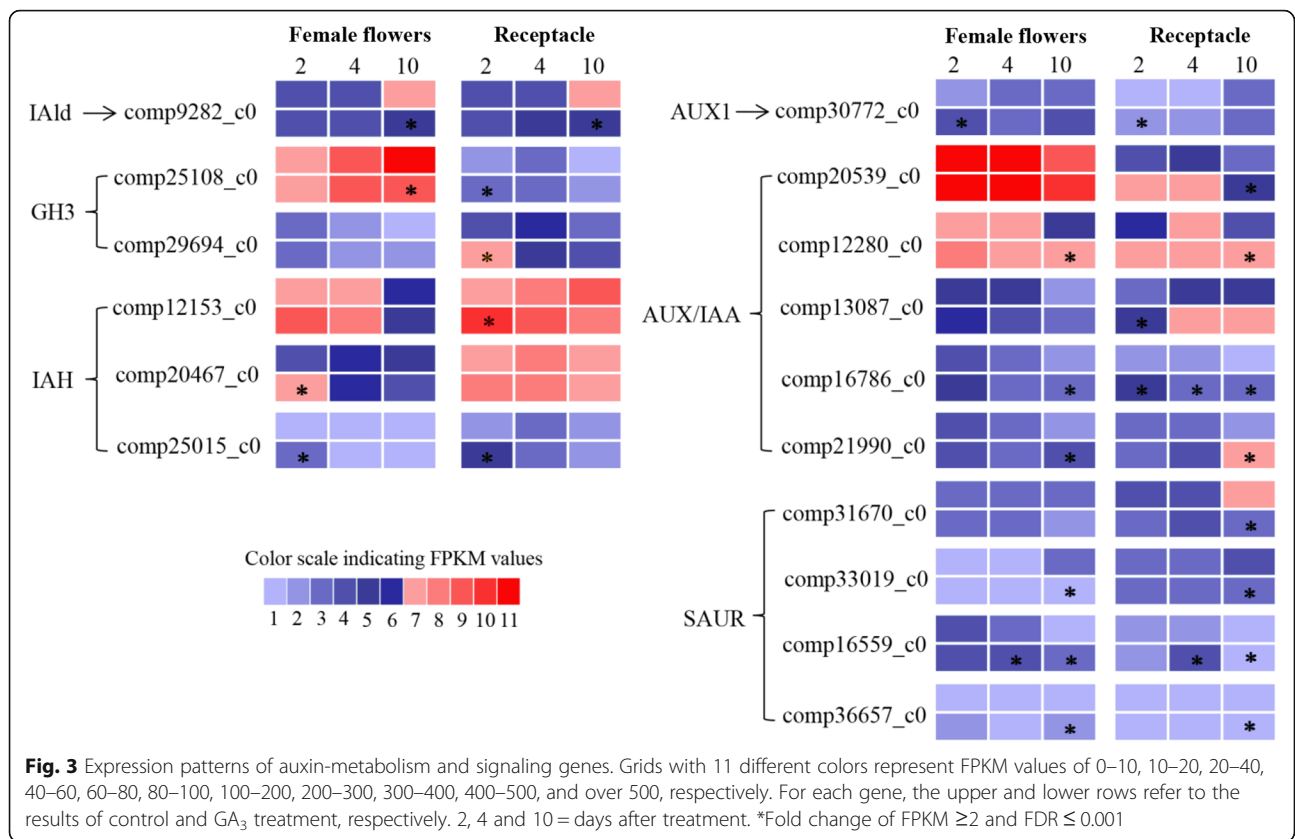 Female flowers Receptacle
2 4 10 2 4 10
IAld → comp9282_c0
* *
GH3
comp25108_c0
* *
comp29694_c0
*
IAH
comp12153_c0
*
comp20467_c0
*
comp25015_c0
* *
Color scale indicating FPKM values
1 2 3 4 5 6 7 8 9 10 11
Female flowers Receptacle
2 4 10 2 4 10
AUX1 → comp30772_c0
* *
AUX/IAA
comp20539_c0
*
comp12280_c0
* *
comp13087_c0
*
comp16786_c0
* * * *
comp21990_c0
* *
SAUR
comp31670_c0
*
comp33019_c0
* *
comp16559_c0
* * * *
comp36657_c0
* *
Fig. 3 Expression patterns of auxin-metabolism and signaling genes. Grids with 11 different colors represent FPKM values of 0–10, 10–20, 20–40,
40–60, 60–80, 80–100, 100–200, 200–300, 300–400, 400–500, and over 500, respectively. For each gene, the upper and lower rows refer to the
results of control and GA₃ treatment, respectively. 2, 4 and 10 = days after treatment. *Fold change of FPKM ≥2 and FDR ≤ 0.001